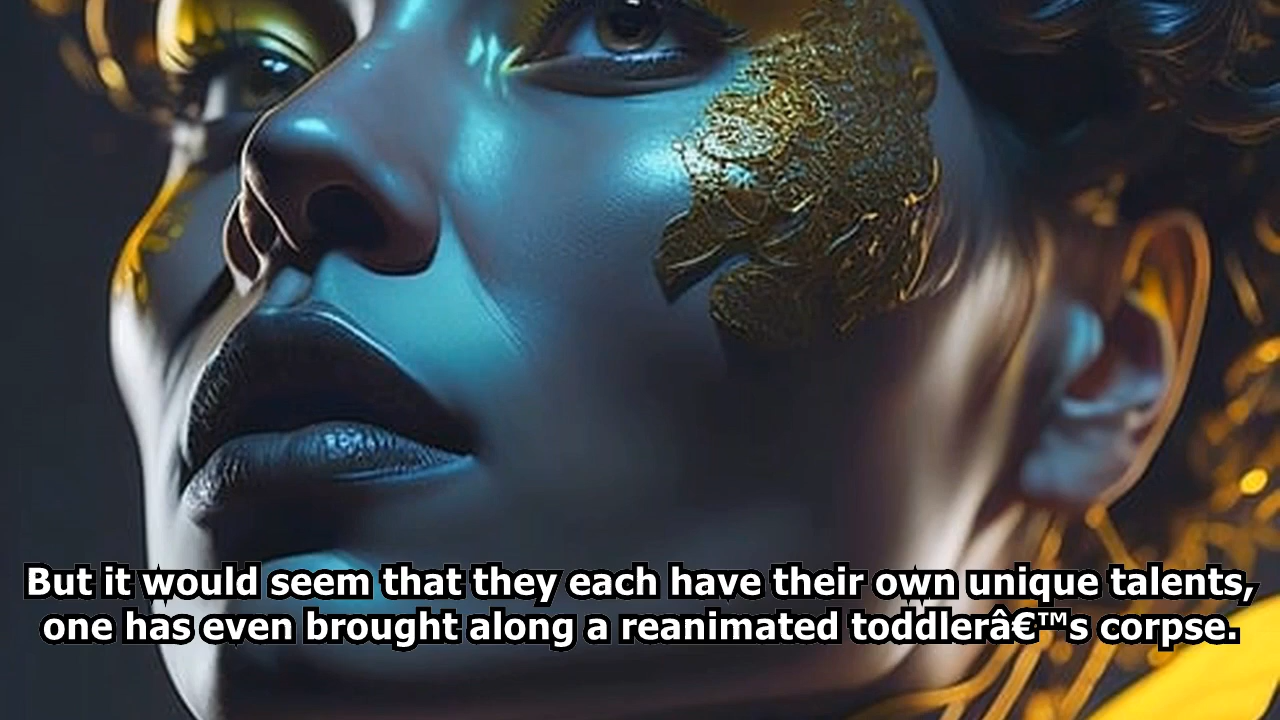 But it would seem that they each have their own unique talents,
one has even brought along a reanimated toddlerâ€™s corpse.